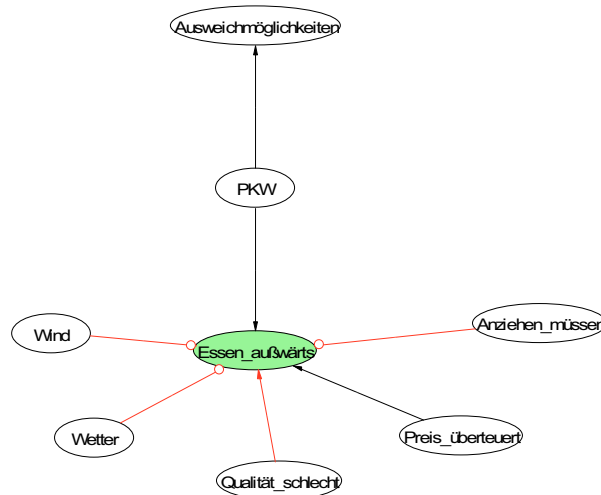 Ausweichmöglichkeiten
PKW
Wind
Anziehen_müssen
Essen_außwärts
Wetter
Preis_überteuert
Qualität_schlecht